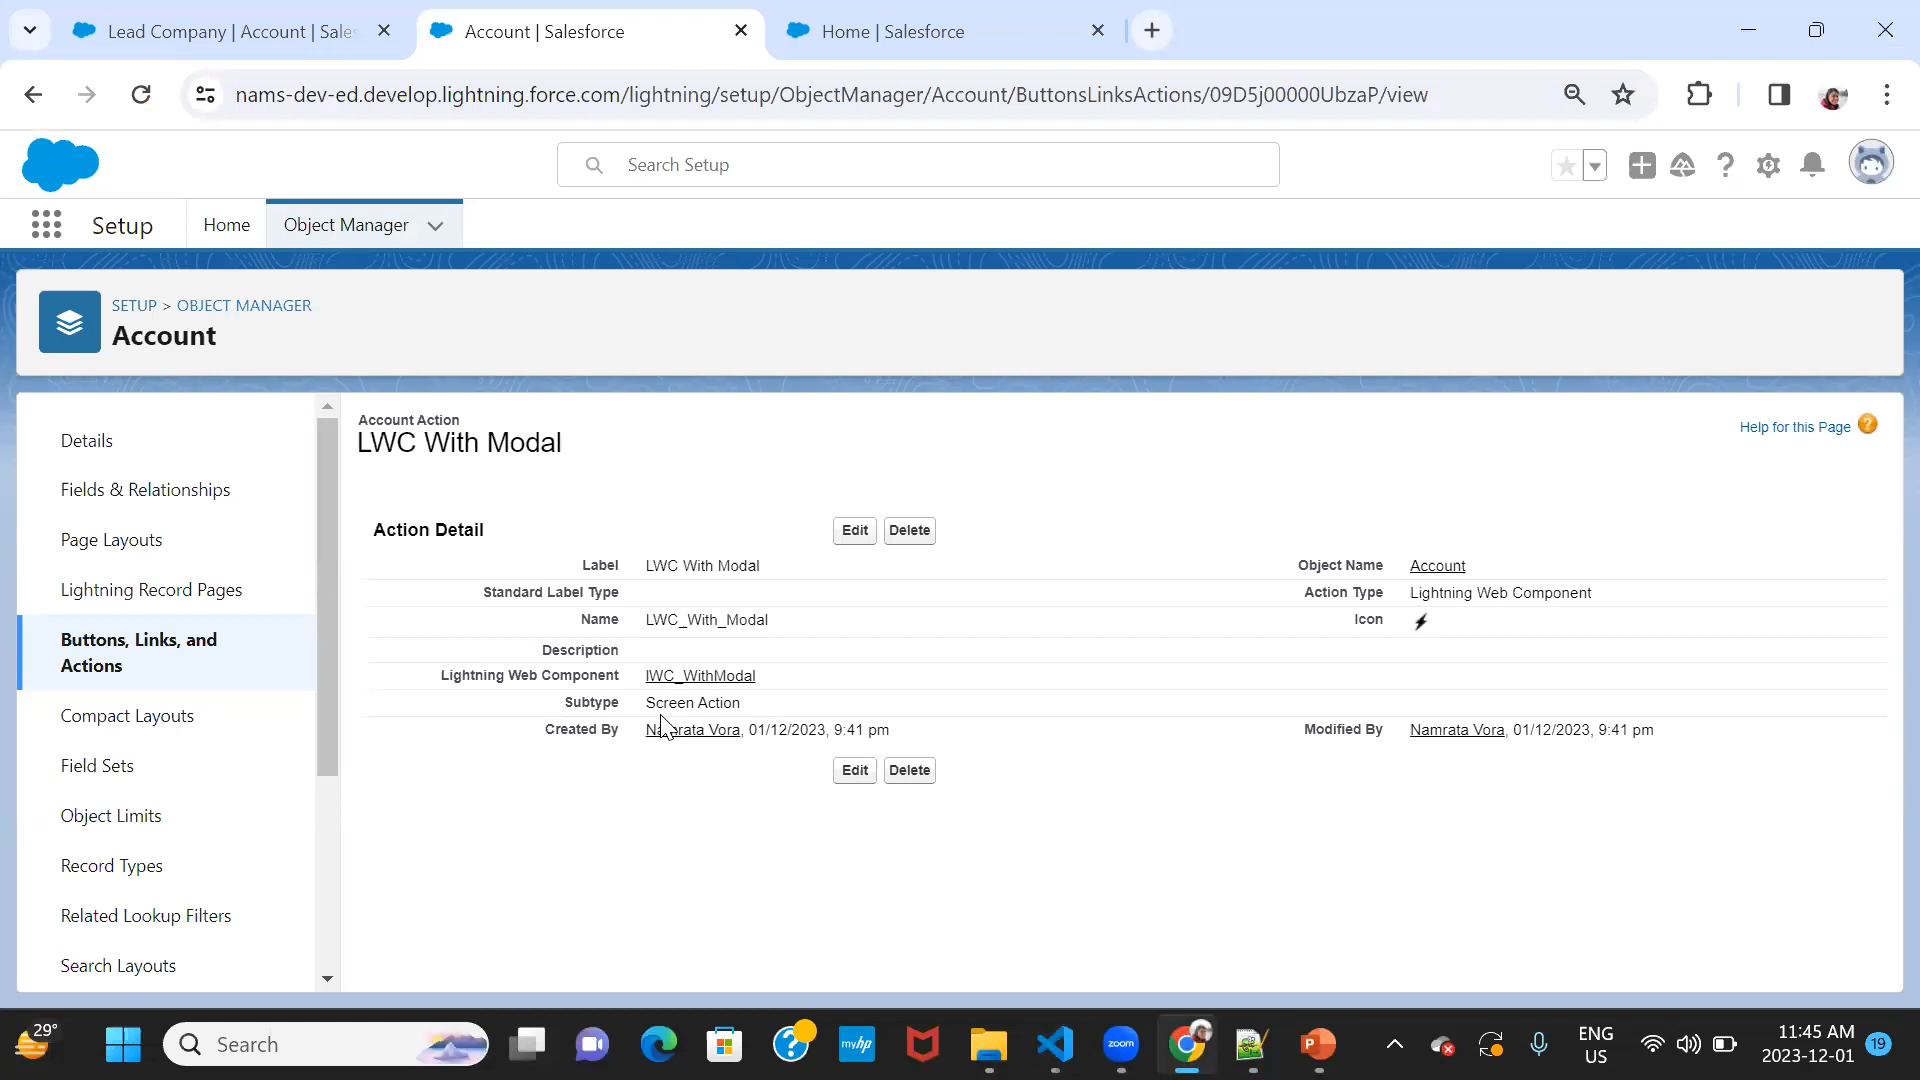 Lead Company | Account | Sales
Account | Salesforce
Home | Salesforce
nams-dev-ed.develop.lightning.force.com/lightning/setup/ObjectManager/Account/ButtonsLinksActions/09D5j00000UbzaP/view
Search Setup
Setup
Home
Object Manager
SETUP > OBJECT MANAGER
Account
Details
Fields & Relationships
Page Layouts
Lightning Record Pages
Buttons, Links, and
Actions
Compact Layouts
Field Sets
Object Limits
Record Types
Related Lookup Filters
Search Layouts
Account Action
LWC With Modal
Help for this Page
Action Detail
Edit Delete
Label LWC With Modal Object Name Account
Standard Label Type Action Type Lightning Web Component
Name LWC_With_Modal Icon
Description
Lightning Web Component lWC_WithModal
Subtype Screen Action
Created By Namrata Vora, 01/12/2023, 9:41 pm Modified By Namrata Vora, 01/12/2023, 9:41 pm
Edit Delete
29°
Search
myhp
zoom
P
ENG
US
11:45 AM
2023-12-01
19